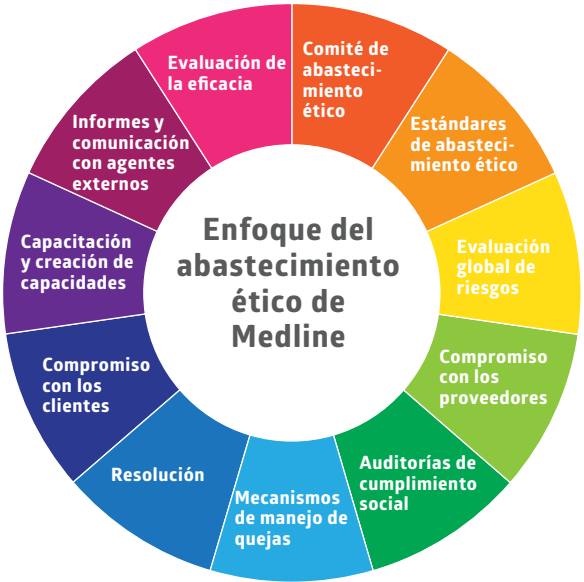 Enfoque del
abastecimiento
ético de
Medline
Comité de
abasteci-
miento
ético
Estándares
de abasteci-
miento ético
Evaluación
global de
riesgos
Compromiso
con los
proveedores
Auditorías de
cumplimiento
social
Mecanismos
de manejo de
quejas
Resolución
Compromiso
con los
clientes
Capacitación
y creación de
capacidades
Informes y
comunicación
con agentes
externos
Evaluación de
la eficacia